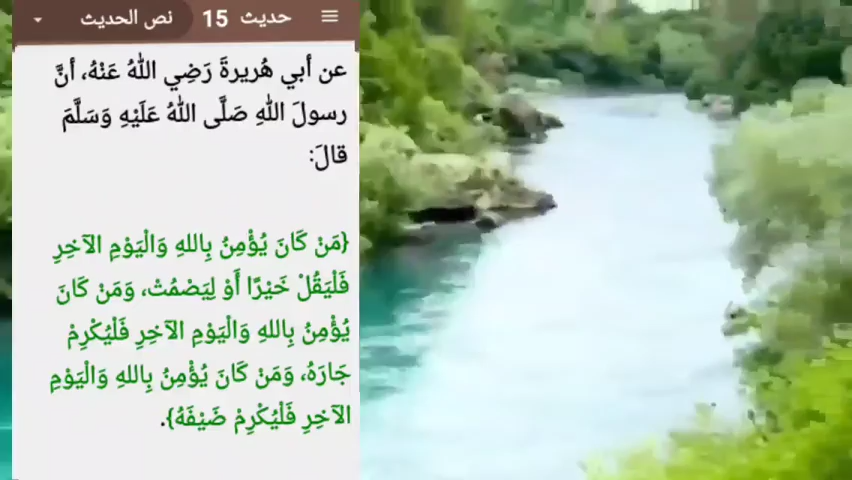 حديث 15 نص الحديث
عن أبي هُريرةَ رَضِي اللهُ عَنْهُ، أنَّ
رسولَ اللهِ صَلَّى اللهُ عَلَيْهِ وَسَلَّمَ
قالَ:
{مَنْ كَانَ يُؤْمِنُ بِاللهِ وَالْيَوْمِ الآخِرِ
فَلْيَقُلْ خَيْرًا أَوْ لِيَصْمُتْ، وَمَنْ كَانَ
يُؤْمِنُ بِاللهِ وَالْيَوْمِ الآخِرِ فَلْيُكْرِمْ
جَارَهُ، وَمَنْ كَانَ يُؤْمِنُ بِاللهِ وَالْيَوْمِ
الآخِرِ فَلْيُكْرِمْ ضَيْفَهُ}.